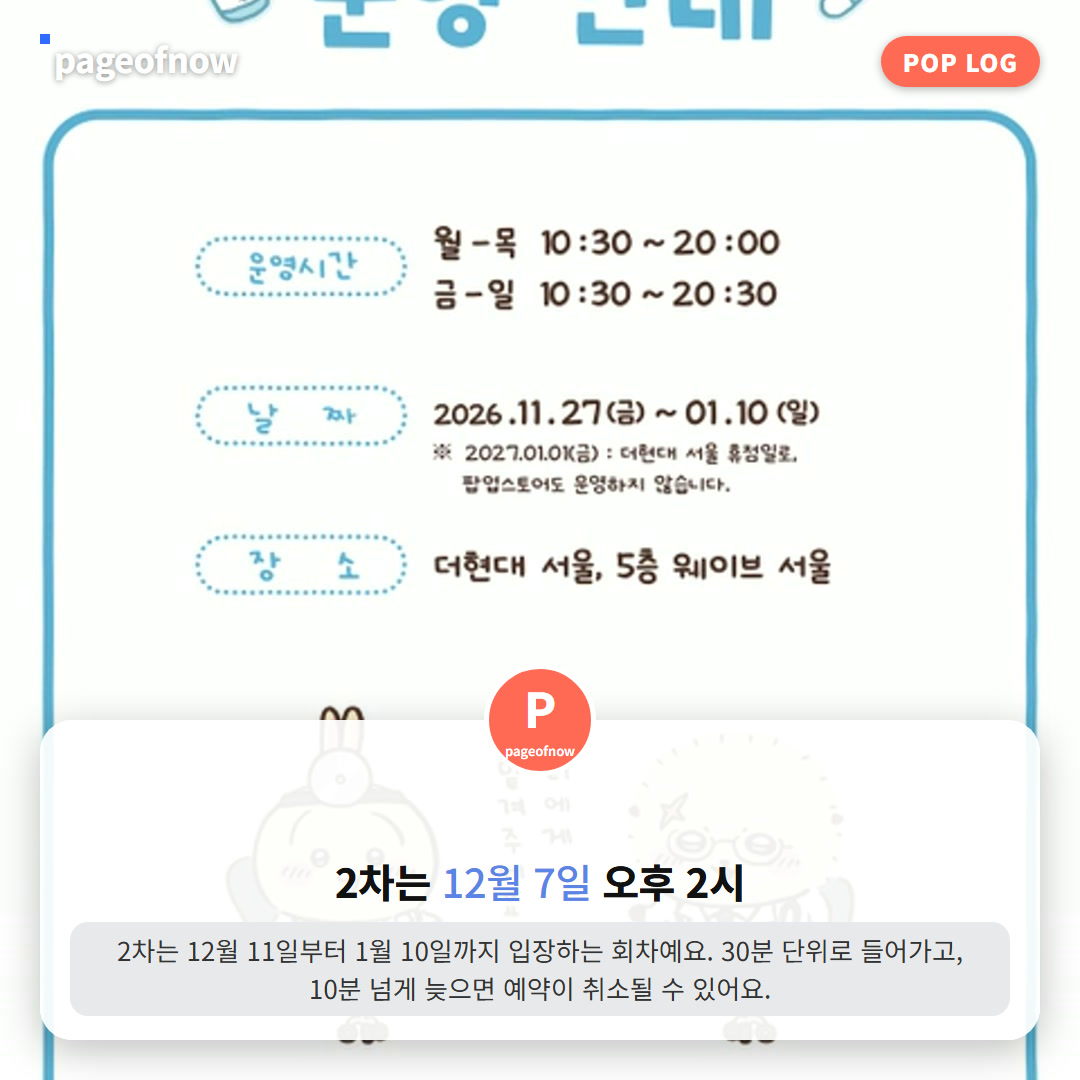 운영 안내
pageofnow
POP LOG
운영시간
월-목 10:30 ~ 20:00
금-일 10:30 ~ 20:30
날 짜
2026.11.27(금) ~ 01.10 (일)
※ 2027.01.01(금) : 더현대 서울 휴점일로,
팝업스토어도 운영하지 않습니다.
장 소
더현대 서울, 5층 웨이브 서울
P
pageofnow
2차는 12월 7일 오후 2시
2차는 12월 11일부터 1월 10일까지 입장하는 회차예요. 30분 단위로 들어가고,
10분 넘게 늦으면 예약이 취소될 수 있어요.